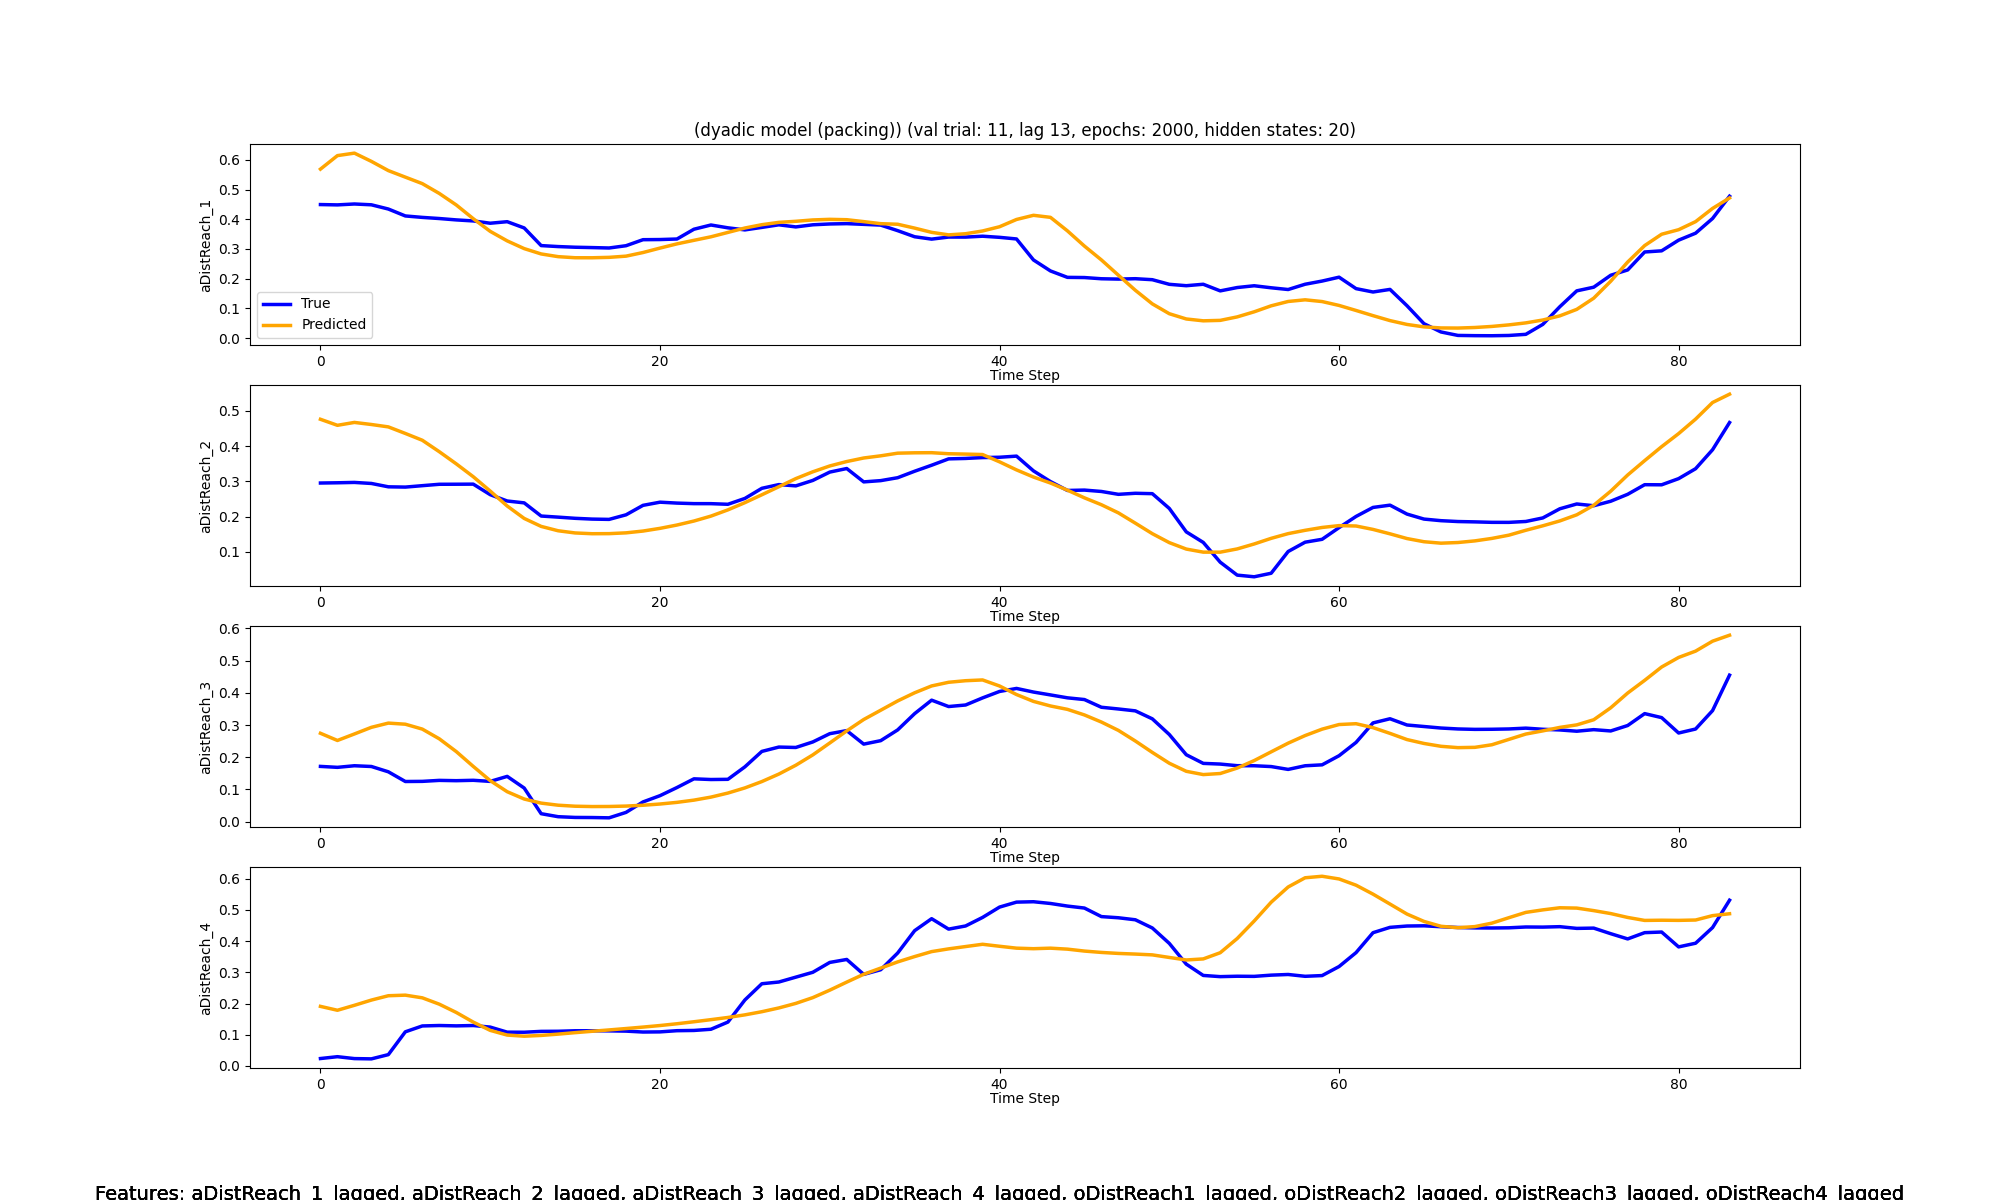 (dyadic model (packing)) (val trial: 11, lag 13, epochs: 2000, hidden states: 20)
aDistReach_1
0.6
0.5
0.4
0.3
0.2
0.1
0.0
True
Predicted
0 20 40 60 80
Time Step
aDistReach_2
0.5
0.4
0.3
0.2
0.1
0 20 40 60 80
Time Step
aDistReach_3
0.6
0.5
0.4
0.3
0.2
0.1
0.0
0 20 40 60 80
Time Step
aDistReach_4
0.6
0.5
0.4
0.3
0.2
0.1
0.0
0 20 40 60 80
Time Step
Features: aDistReach_1_lagged, aDistReach_2_lagged, aDistReach_3_lagged, aDistReach_4_lagged, oDistReach1_lagged, oDistReach2_lagged, oDistReach3_lagged, oDistReach4_lagged